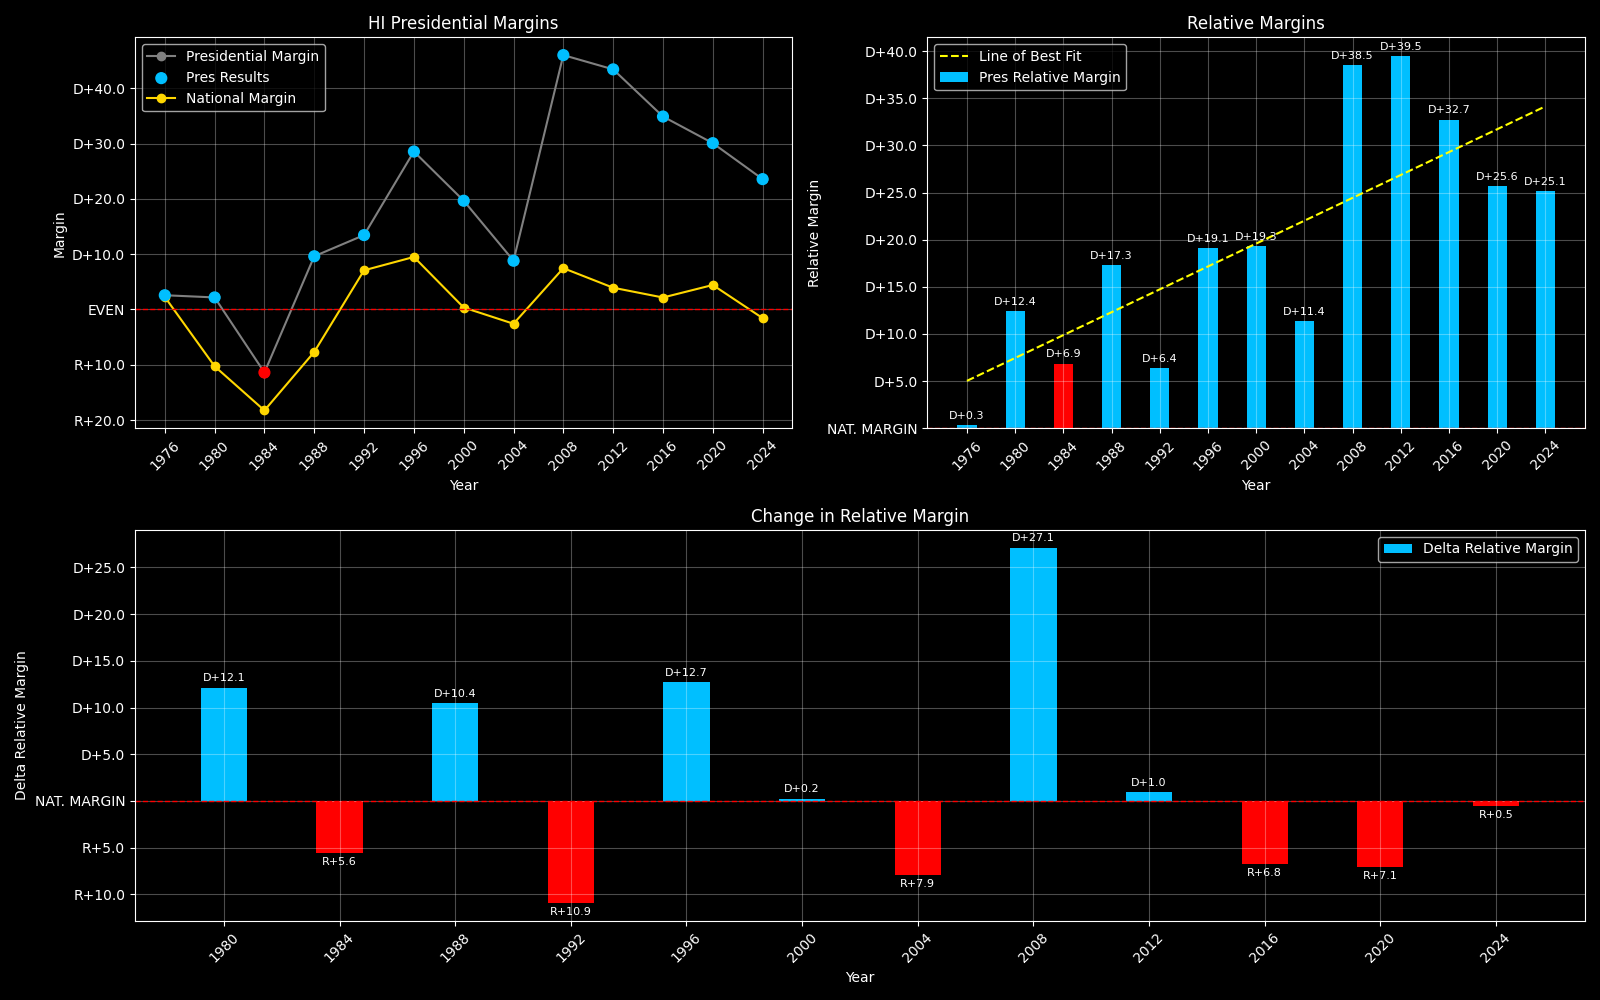 HI Presidential Margins
Presidential Margin
Pres Results
National Margin
Margin
D+40.0
D+30.0
D+20.0
D+10.0
EVEN
R+10.0
R+20.0
1976 1980 1984 1988 1992 1996 2000 2004 2008 2012 2016 2020 2024
Year
Relative Margins
Line of Best Fit
Pres Relative Margin
Relative Margin
D+40.0
D+35.0
D+30.0
D+25.0
D+20.0
D+15.0
D+10.0
D+5.0
NAT. MARGIN
D+0.3 D+12.4 D+6.9 D+17.3 D+6.4 D+19.1 D+19.3 D+11.4 D+38.5 D+39.5 D+32.7 D+25.6 D+25.1
1976 1980 1984 1988 1992 1996 2000 2004 2008 2012 2016 2020 2024
Year
Change in Relative Margin
Delta Relative Margin
Delta Relative Margin
D+25.0
D+20.0
D+15.0
D+10.0
D+5.0
NAT. MARGIN
R+5.0
R+10.0
D+12.1 R+5.6 D+10.4 R+10.9 D+12.7 D+0.2 R+7.9 D+27.1 D+1.0 R+6.8 R+7.1 R+0.5
1980 1984 1988 1992 1996 2000 2004 2008 2012 2016 2020 2024
Year